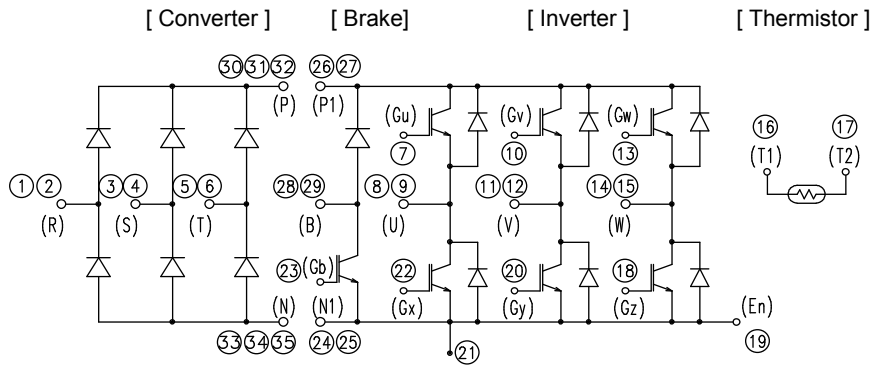 [ Converter ] [ Brake] [ Inverter ] [ Thermistor ]
30 31 32 26 27
(P) (P1) (Gu) (Gv) (Gw)
7 10 13 16 17
(T1) (T2)
1 2 3 4 5 6 28 29 8 9 11 12 14 15
(R) (S) (T) (B) (U) (V) (W)
23 (Gb) 22 20 18
(N) (N1) (Gx) (Gy) (Gz) (En)
33 34 35 24 25 21 19